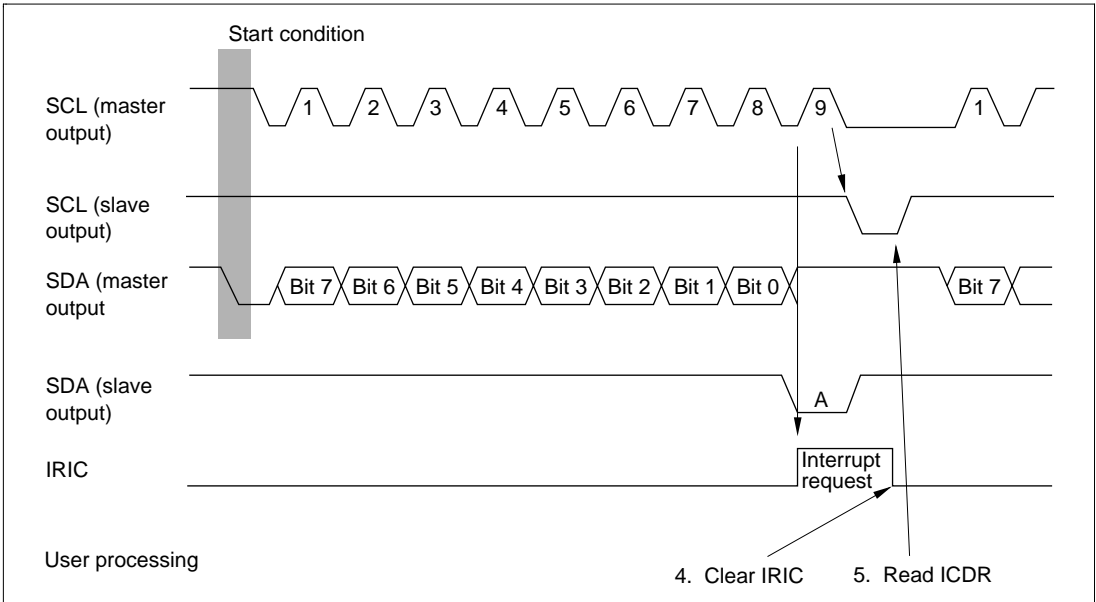 Start condition
SCL (master
output)
1 2 3 4 5 6 7 8 9 1
SCL (slave
output)
SDA (master
output
Bit 7 Bit 6 Bit 5 Bit 4 Bit 3 Bit 2 Bit 1 Bit 0 Bit 7
SDA (slave
output)
A
IRIC
Interrupt
request
User processing
4. Clear IRIC 5. Read ICDR